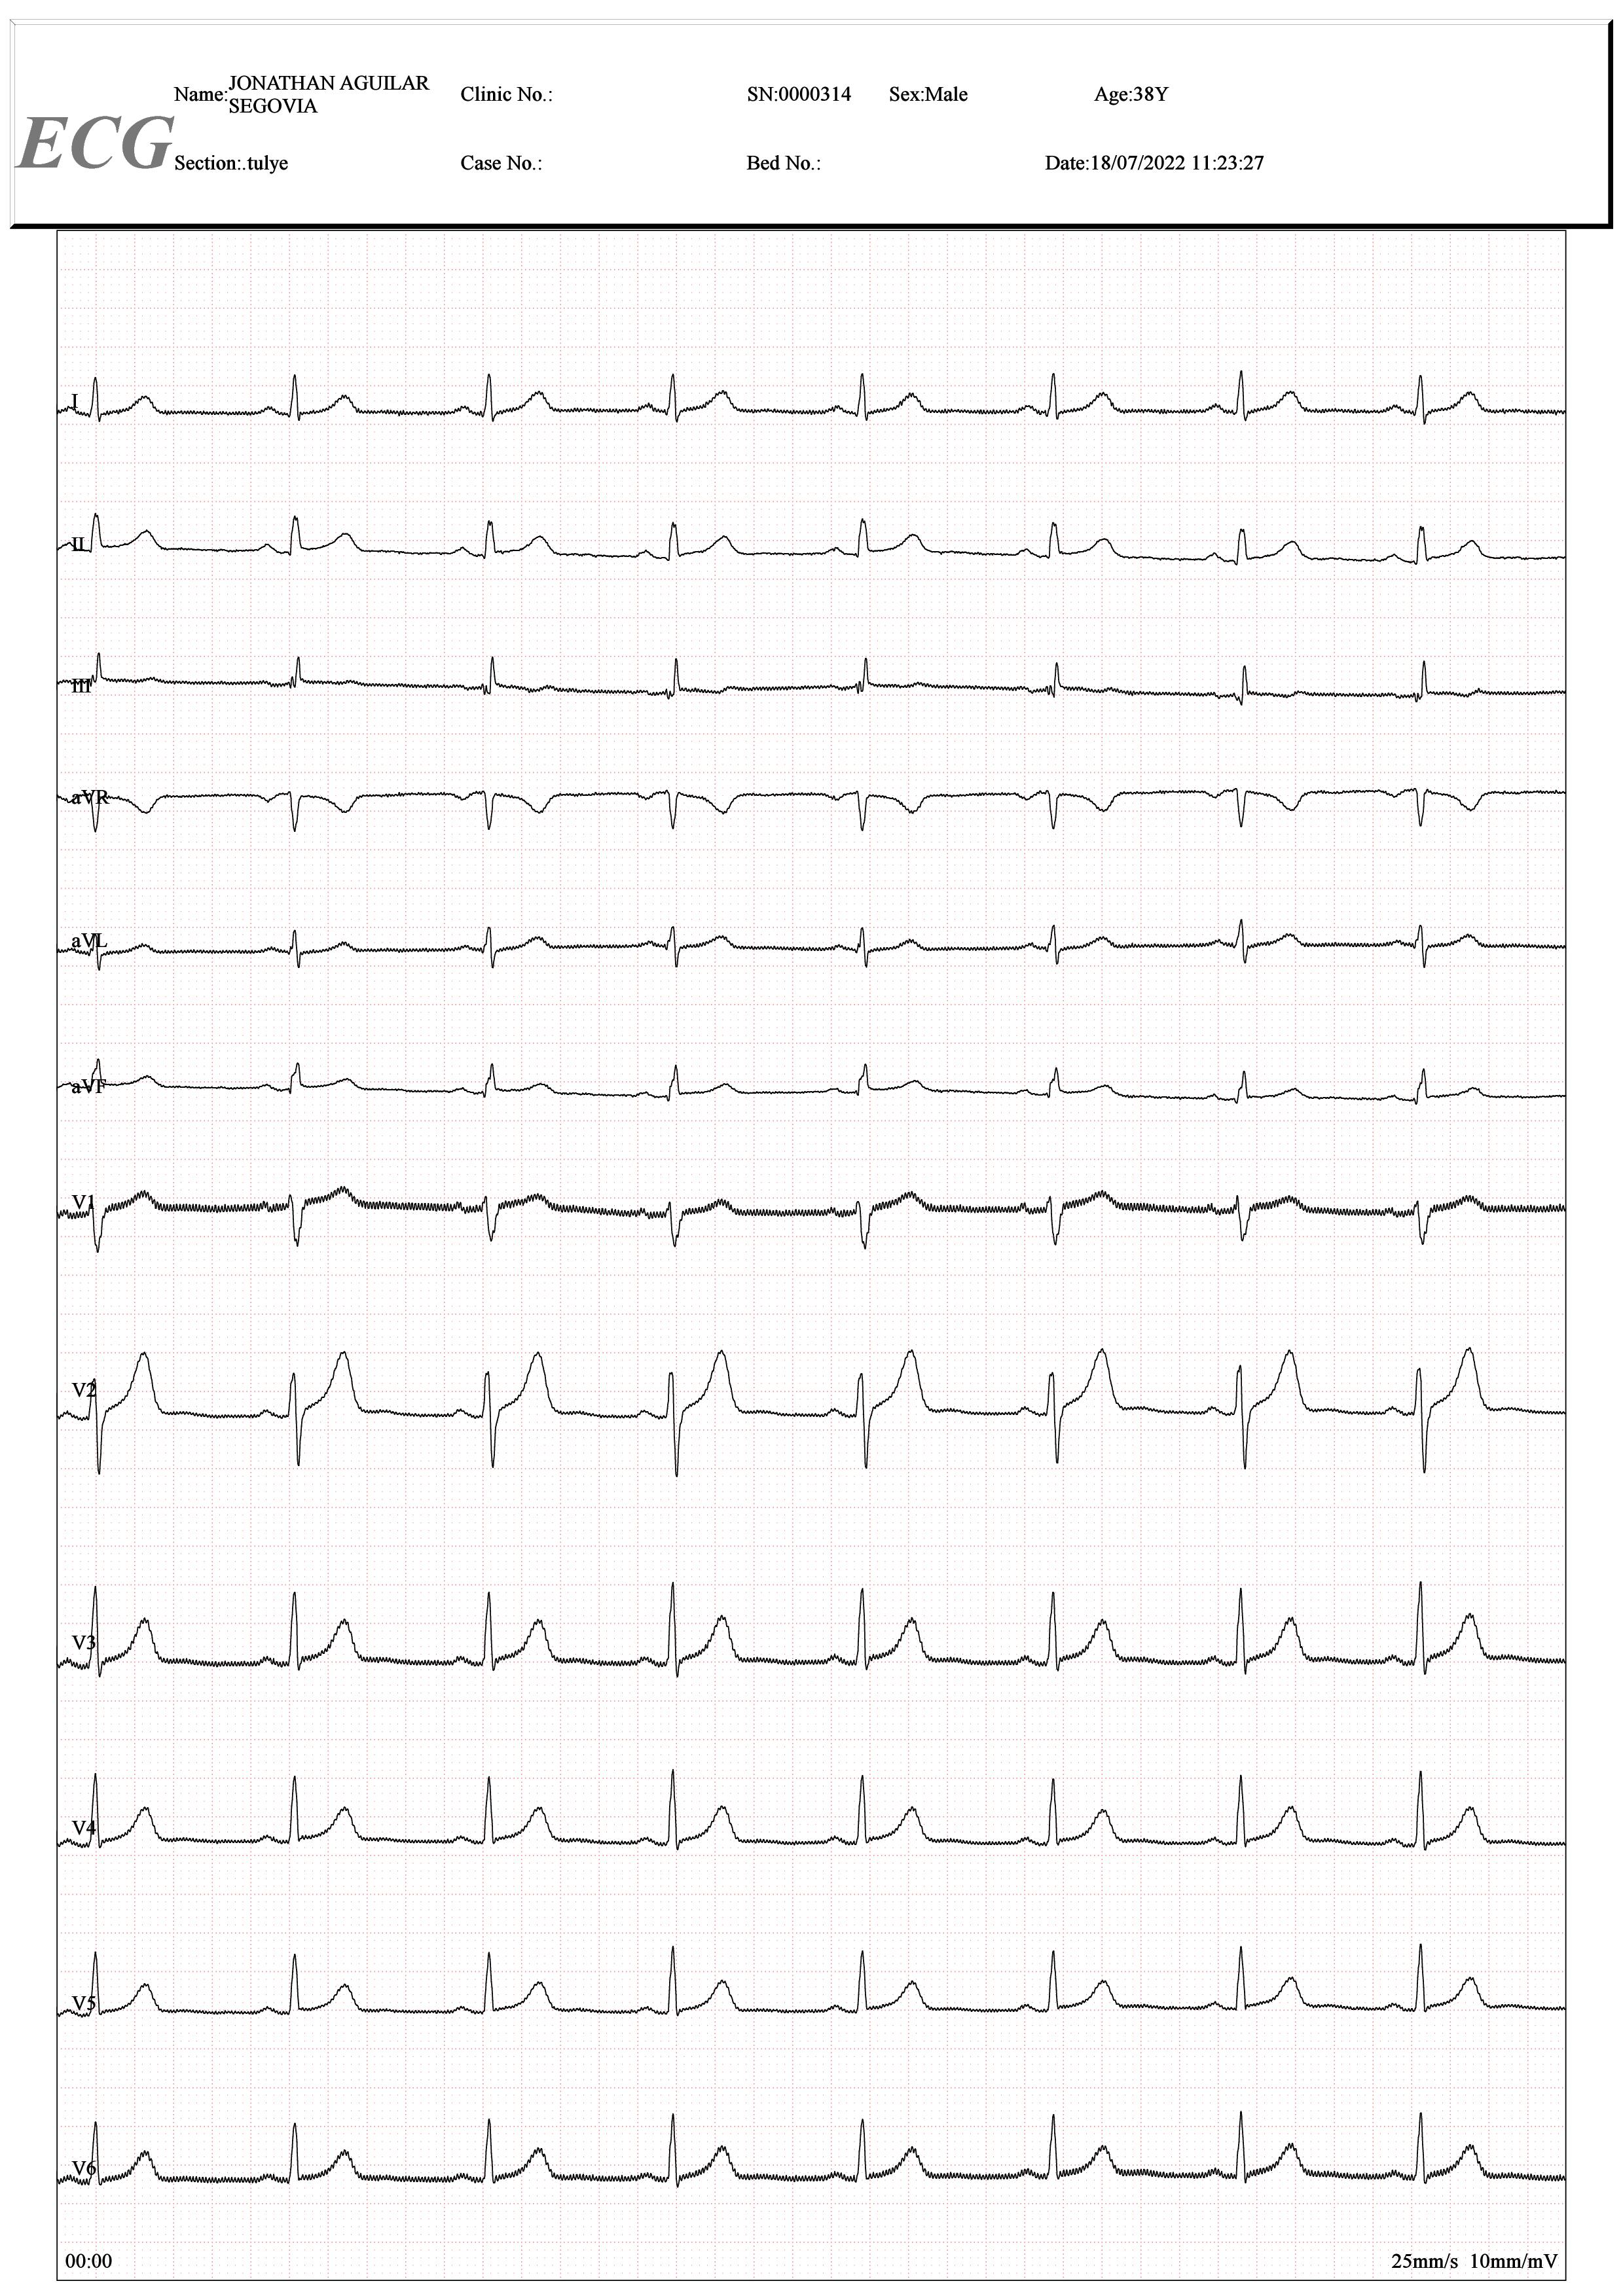 ECG
Name:JONATHAN AGUILAR SEGOVIA Clinic No.: SN:0000314 Sex:Male Age:38Y
Section:.tulye Case No.: Bed No.: Date:18/07/2022 11:23:27
I
II
III
aVR
aVL
aVF
V1
V2
V3
V4
V5
V6
00:00 25mm/s 10mm/mV